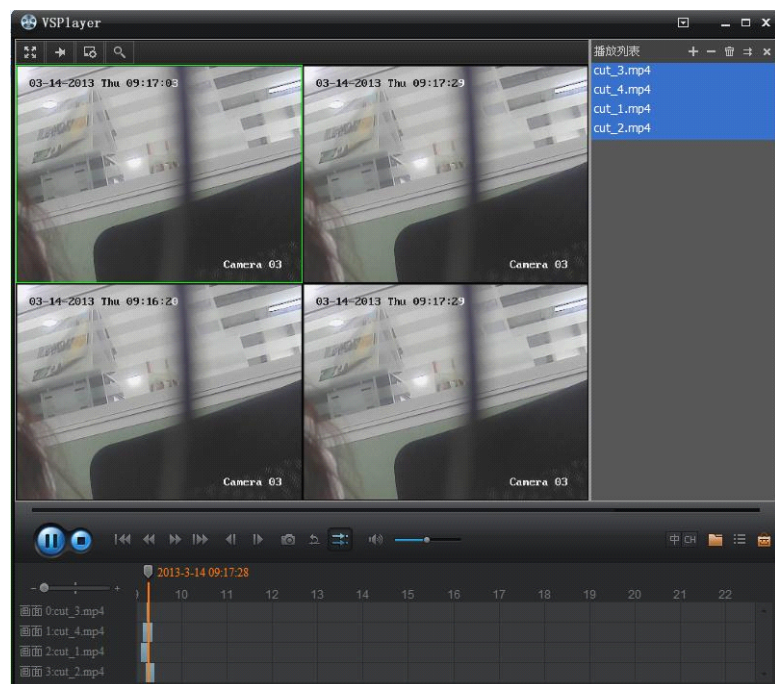 VSPlayer
播放列表
cut_3.mp4
cut_4.mp4
cut_1.mp4
cut_2.mp4
03-14-2013 Thu 09:17:03
03-14-2013 Thu 09:17:29
Camera 03
Camera 03
03-14-2013 Thu 09:16:20
03-14-2013 Thu 09:17:29
Camera 03
Camera 03
中 CH
2013-3-14 09:17:28
- +
10 11 12 13 14 15 16 17 18 19 20 21 22
画面 0:cut_3.mp4
画面 1:cut_4.mp4
画面 2:cut_1.mp4
画面 3:cut_2.mp4